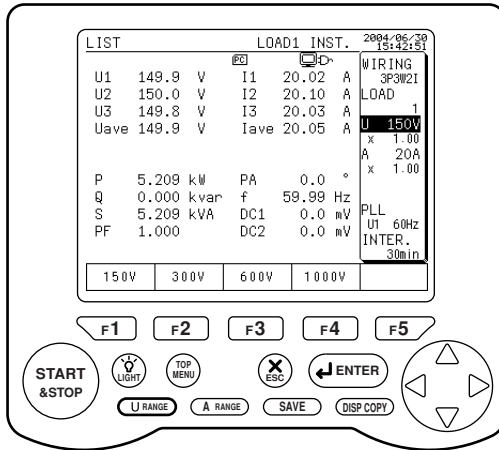 LIST LOAD1 INST. 2004/06/30
15:42:51
PC
WIRING
3P3W2I
LOAD
1
U 150V
x 1.00
A 20A
x 1.00
PLL
U1 60Hz
INTER.
30min
U1 149.9 V I1 20.02 A
U2 150.0 V I2 20.10 A
U3 149.8 V I3 20.03 A
Uave 149.9 V Iave 20.05 A
P 5.209 kW PA 0.0 °
Q 0.000 kvar f 59.99 Hz
S 5.209 kVA DC1 0.0 mV
PF 1.000 DC2 0.0 mV
150V 300V 600V 1000V
F1 F2 F3 F4 F5
START
&STOP
LIGHT
TOP
MENU
ESC
ENTER
U RANGE A RANGE SAVE DISP COPY